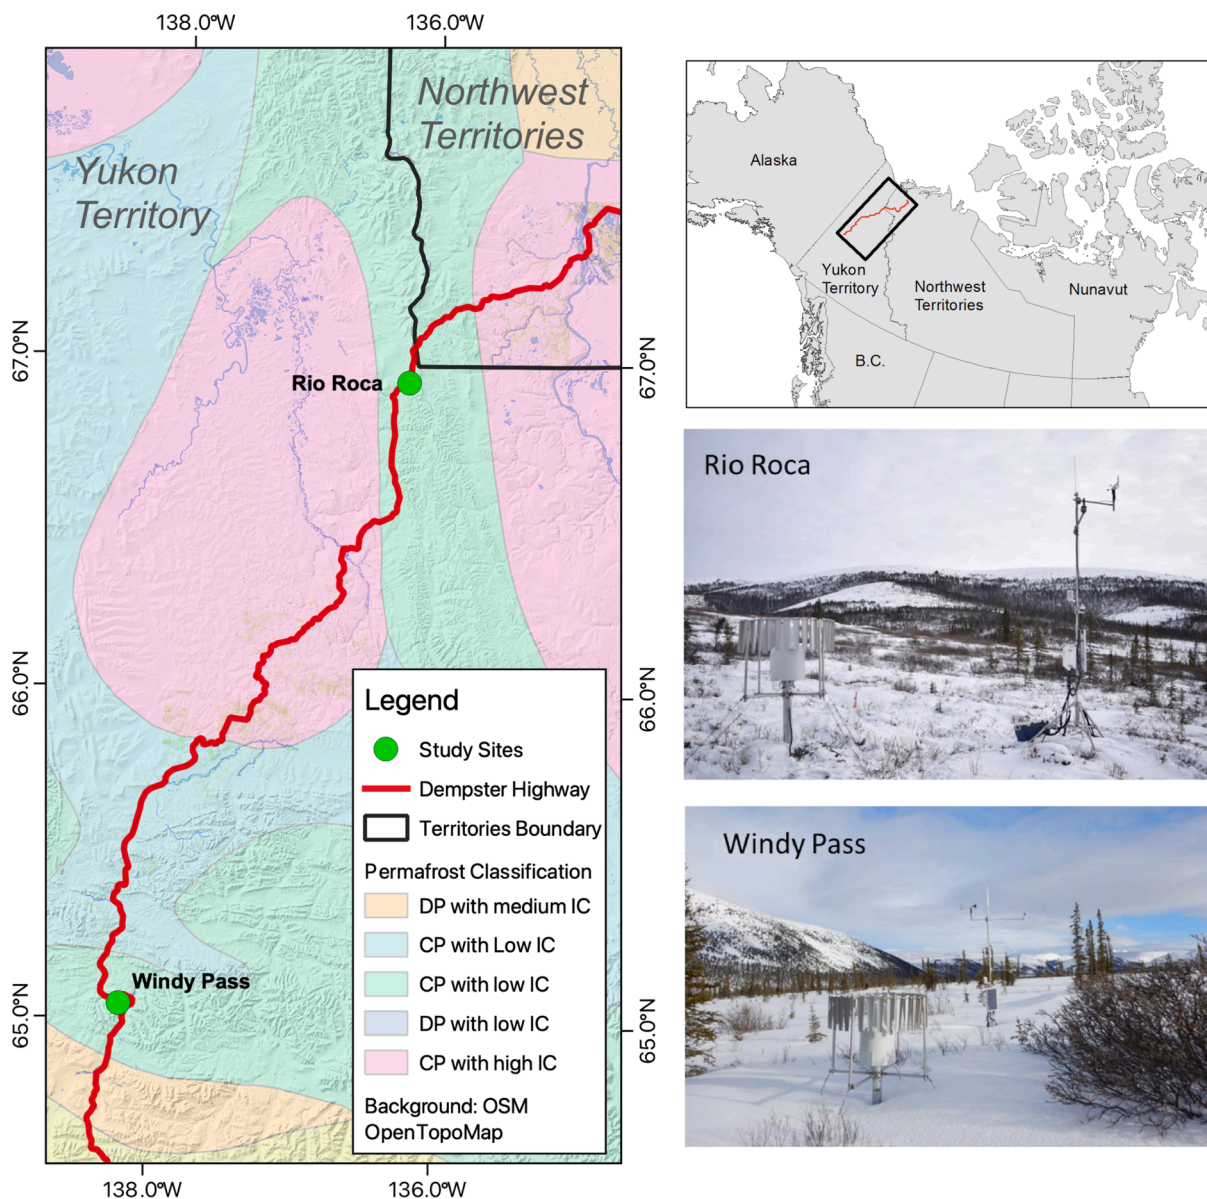 138.0°W
136.0°W
Northwest
Territories
Yukon
Territory
67.0°N
67.0°N
Rio Roca
66.0°N
66.0°N
Windy Pass
65.0°N
65.0°N
Legend
Study Sites
Dempster Highway
Territories Boundary
Permafrost Classification
DP with medium IC
CP with Low IC
CP with low IC
DP with low IC
CP with high IC
Background: OSM
OpenTopoMap
138.0°W
136.0°W
Alaska
Yukon
Territory
Northwest
Territories
Nunavut
B.C.
Rio Roca
Windy Pass